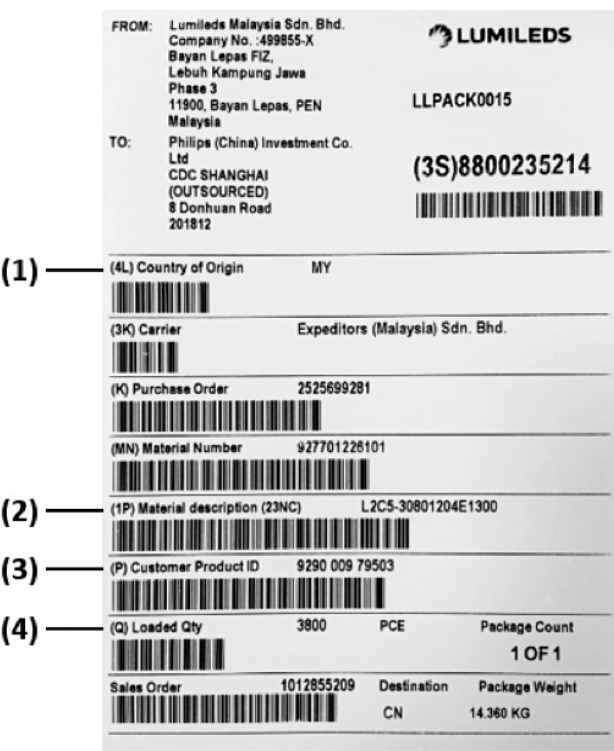 FROM: Lumileds Malaysia Sdn. Bhd.
Company No. :499855-X
Bayan Lepas FIZ,
Lebuh Kampung Jawa
Phase 3
11900, Bayan Lepas, PEN
Malaysia
LUMILEDS
LLPACK0015
TO: Philips (China) Investment Co.
Ltd
CDC SHANGHAI
(OUTSOURCED)
8 Donhuan Road
201812
(3S)8800235214
(1)
(4L) Country of Origin MY
(3K) Carrier Expeditors (Malaysia) Sdn. Bhd.
(K) Purchase Order 2525699281
(MN) Material Number 927701226101
(2)
(1P) Material description (23NC) L2C5-30801204E1300
(3)
(P) Customer Product ID 9290 009 79503
(4)
(Q) Loaded Qty 3800 PCE Package Count
1 OF 1
Sales Order 1012855209 Destination Package Weight
CN 14.360 KG